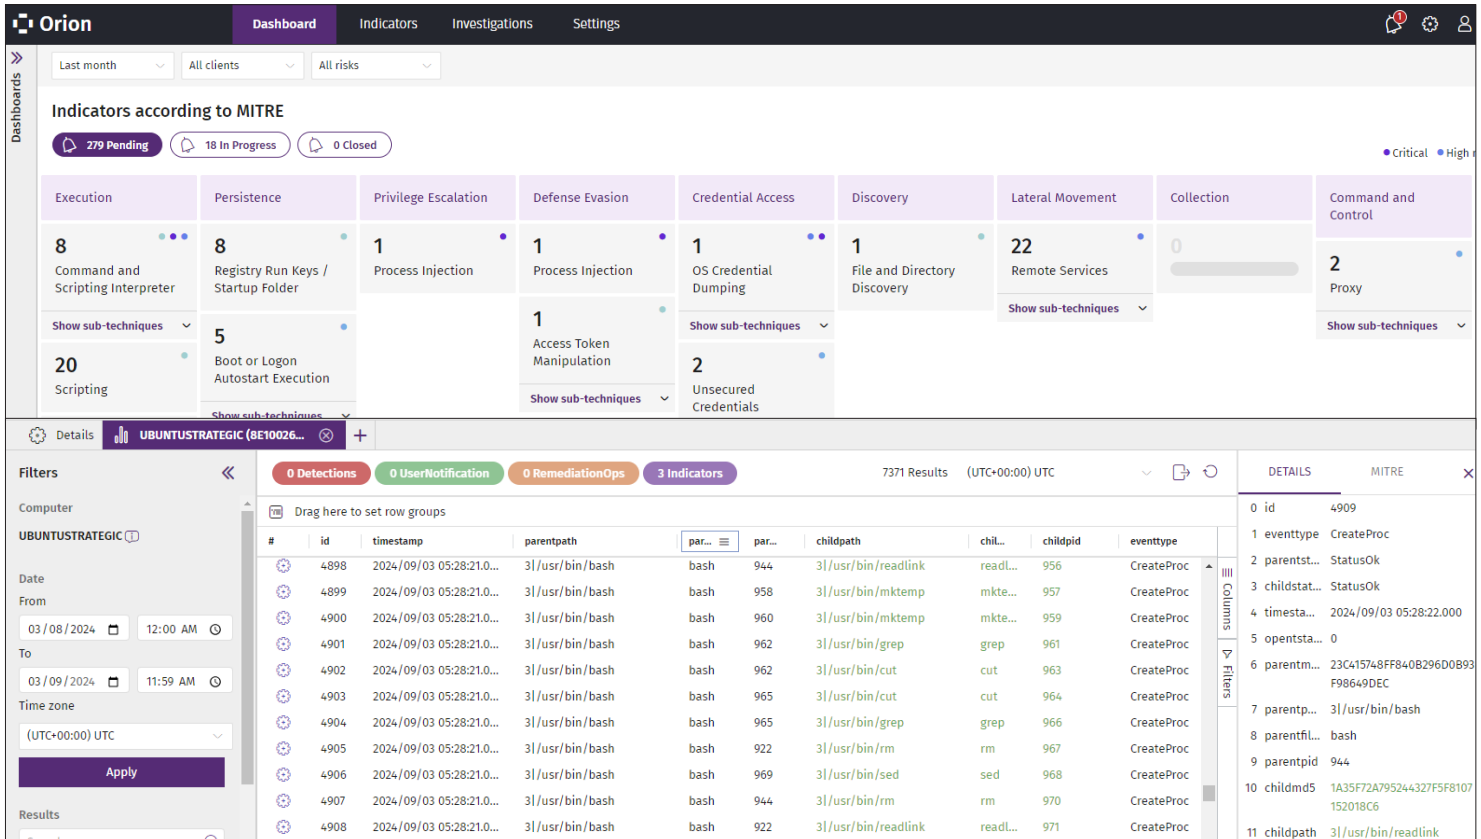 Orion
Dashboard
Indicators
Investigations
Settings
1
Dashboards
Last month
All clients
All risks
Indicators according to MITRE
279 Pending
18 In Progress
0 Closed
Critical
High
Execution
Persistence
Privilege Escalation
Defense Evasion
Credential Access
Discovery
Lateral Movement
Collection
Command and
Control
8
Command and
Scripting Interpreter
Show sub-techniques
20
Scripting
8
Registry Run Keys /
Startup Folder
5
Boot or Logon
Autostart Execution
Show sub-techniques
1
Process Injection
1
Process Injection
1
Access Token
Manipulation
Show sub-techniques
1
OS Credential
Dumping
Show sub-techniques
2
Unsecured
Credentials
1
File and Directory
Discovery
22
Remote Services
Show sub-techniques
0
2
Proxy
Show sub-techniques
Details
UBUNTUSTRATEGIC (8E10026...
Filters
Computer
UBUNTUSTRATEGIC
Date
From
03/08/2024 12:00 AM
To
03/09/2024 11:59 AM
Time zone
(UTC+00:00) UTC
Apply
Results
0 Detections
0 UserNotification
0 RemediationOps
3 Indicators
7371 Results
(UTC+00:00) UTC
Drag here to set row groups
# id timestamp parentpath par... par... childpath chil... childpid eventtype
4898 2024/09/03 05:28:21.0... 3|/usr/bin/bash bash 944 3|/usr/bin/readlink readl... 956 CreateProc
4899 2024/09/03 05:28:21.0... 3|/usr/bin/bash bash 958 3|/usr/bin/mktemp mkte... 957 CreateProc
4900 2024/09/03 05:28:21.0... 3|/usr/bin/bash bash 960 3|/usr/bin/mktemp mkte... 959 CreateProc
4901 2024/09/03 05:28:21.0... 3|/usr/bin/bash bash 962 3|/usr/bin/grep grep 961 CreateProc
4902 2024/09/03 05:28:21.0... 3|/usr/bin/bash bash 962 3|/usr/bin/cut cut 963 CreateProc
4903 2024/09/03 05:28:21.0... 3|/usr/bin/bash bash 965 3|/usr/bin/cut cut 964 CreateProc
4904 2024/09/03 05:28:21.0... 3|/usr/bin/bash bash 965 3|/usr/bin/grep grep 966 CreateProc
4905 2024/09/03 05:28:21.0... 3|/usr/bin/bash bash 922 3|/usr/bin/rm rm 967 CreateProc
4906 2024/09/03 05:28:21.0... 3|/usr/bin/bash bash 969 3|/usr/bin/sed sed 968 CreateProc
4907 2024/09/03 05:28:21.0... 3|/usr/bin/bash bash 944 3|/usr/bin/rm rm 970 CreateProc
4908 2024/09/03 05:28:21.0... 3|/usr/bin/bash bash 922 3|/usr/bin/readlink readl... 971 CreateProc
Columns
Filters
DETAILS
MITRE
0 id 4909
1 eventtype CreateProc
2 parentst... StatusOk
3 childstat... StatusOk
4 timesta... 2024/09/03 05:28:22.000
5 opentsta... 0
6 parentm... 23C415748FF840B296D0B93
F98649DEC
7 parentp... 3|/usr/bin/bash
8 parentfil... bash
9 parentpid 944
10 childmd5 1A35F72A795244327F5F8107
152018C6
11 childpath 3|/usr/bin/readlink